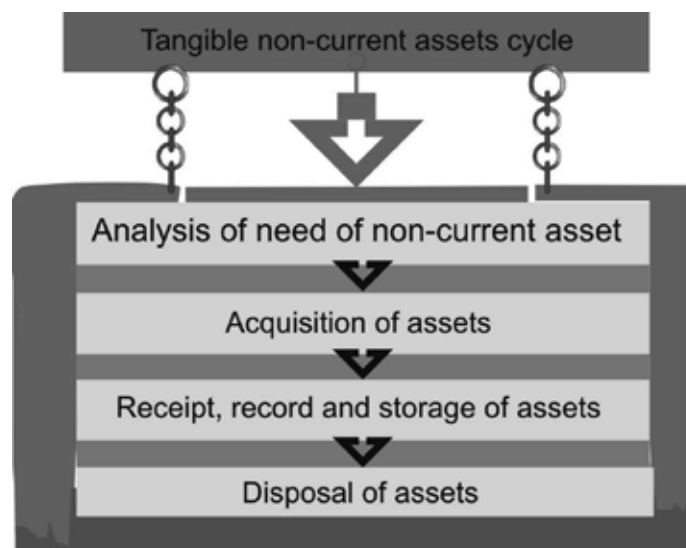 Tangible non-current assets cycle
Analysis of need of non-current asset
Acquisition of assets
Receipt, record and storage of assets
Disposal of assets